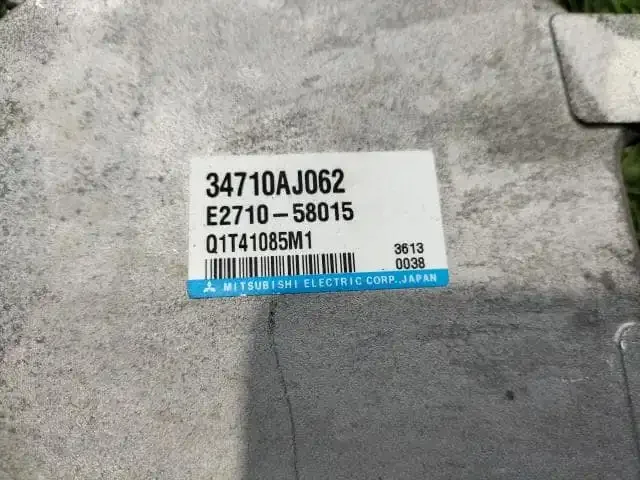 34710AJ062
E2710-58015
Q1T41085M1
3613
0038
MITSUBISHI ELECTRIC CORP., JAPAN